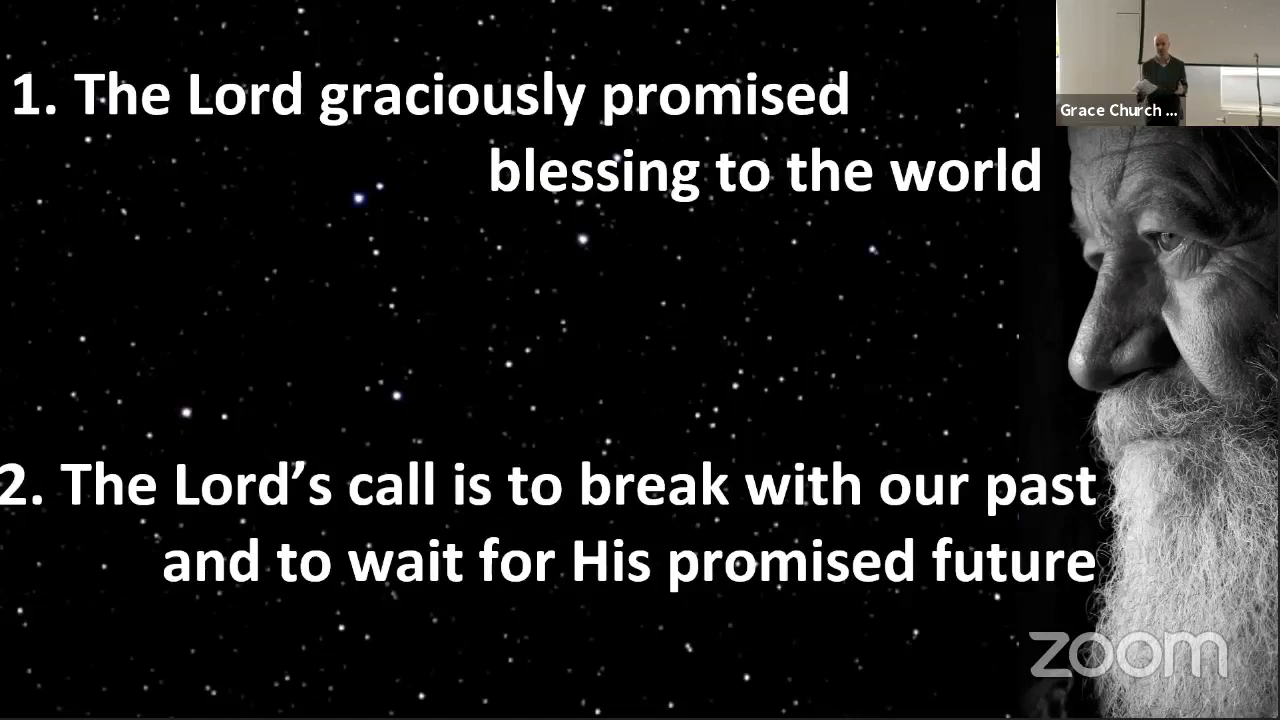 1. The Lord graciously promised
blessing to the world
Grace Church ...
2. The Lord’s call is to break with our past
and to wait for His promised future
zoom